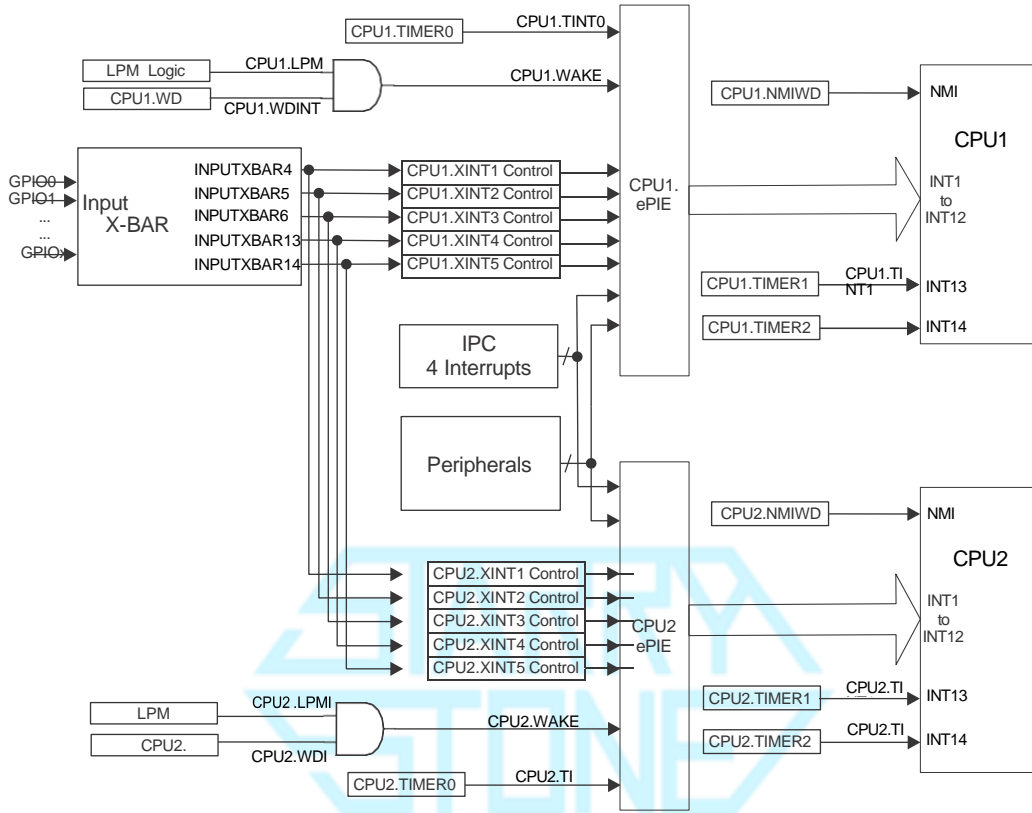 CPU1.TIMER0
CPU1.TINT0
LPM Logic
CPU1.LPM
CPU1.WD
CPU1.WDINT
CPU1.WAKE
CPU1.NMIWD
NMI
CPU1
GPIO0
GPIO1
...
...
GPIOx
Input
X-BAR
INPUTXBAR4
INPUTXBAR5
INPUTXBAR6
INPUTXBAR13
INPUTXBAR14
CPU1.XINT1 Control
CPU1.XINT2 Control
CPU1.XINT3 Control
CPU1.XINT4 Control
CPU1.XINT5 Control
CPU1.
ePIE
INT1
to
INT12
CPU1.TIMER1
CPU1.TI
NT1
INT13
CPU1.TIMER2
INT14
IPC
4 Interrupts
Peripherals
CPU2.NMIWD
NMI
CPU2
CPU2.XINT1 Control
CPU2.XINT2 Control
CPU2.XINT3 Control
CPU2.XINT4 Control
CPU2.XINT5 Control
CPU2
ePIE
INT1
to
INT12
CPU2.TIMER1
CPU2.TI
INT13
CPU2.TIMER2
CPU2.TI
INT14
LPM
CPU2 .LPMI
CPU2.
CPU2.WDI
CPU2.WAKE
CPU2.TIMER0
CPU2.TI
STARRY
STONE